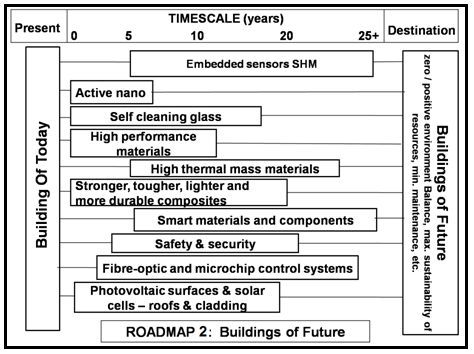 Present
TIMESCALE (years)
Destination
0 5 10 20 25+
Building Of Today
Embedded sensors SHM
Active nano
Self cleaning glass
High performance
materials
High thermal mass materials
Stronger, tougher, lighter and
more durable composites
Smart materials and components
Safety & security
Fibre-optic and microchip control systems
Photovoltaic surfaces & solar
cells – roofs & cladding
Buildings of Future
zero / positive environment Balance, max. sustainability of
resources, min. maintenance, etc.
ROADMAP 2: Buildings of Future